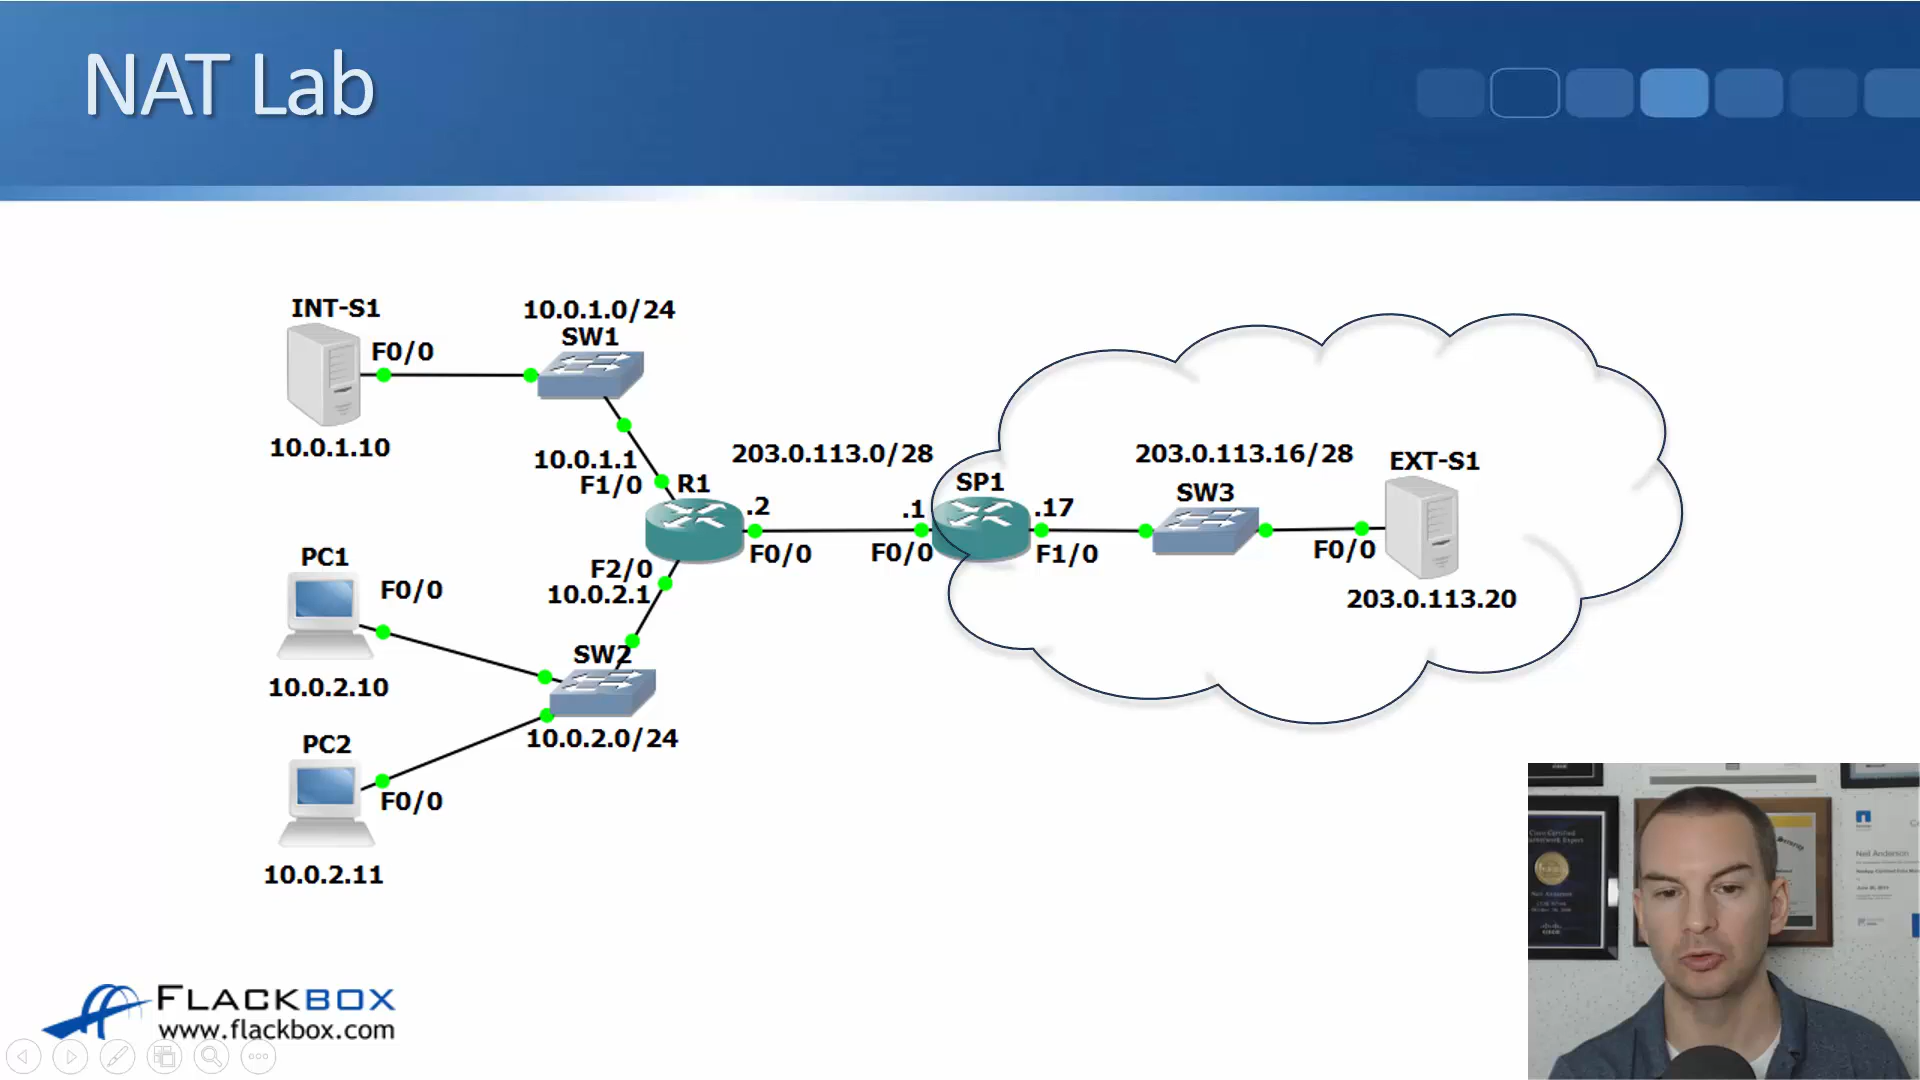 NAT Lab
INT-S1
F0/0
10.0.1.10
10.0.1.0/24
SW1
10.0.1.1
F1/0
R1
203.0.113.0/28
.2
F0/0
.1
F0/0
SP1
.17
F1/0
203.0.113.16/28
SW3
EXT-S1
F0/0
203.0.113.20
PC1
F0/0
10.0.2.10
F2/0
10.0.2.1
SW2
10.0.2.0/24
PC2
F0/0
10.0.2.11
FLACKBOX
www.flackbox.com
Neil Anderson